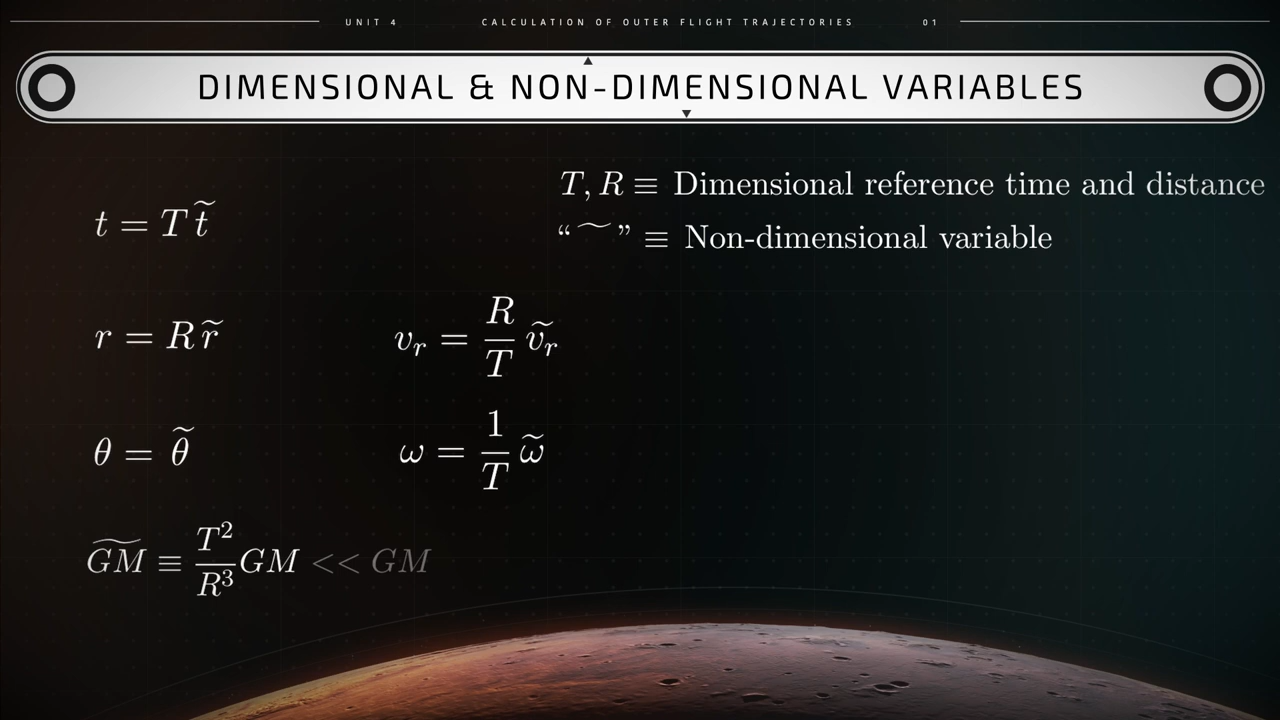 UNIT 4 CALCULATION OF OUTER FLIGHT TRAJECTORIES 01
DIMENSIONAL & NON-DIMENSIONAL VARIABLES
T, R ≡ Dimensional reference time and distance
t = T t̃
“ ~ ” ≡ Non-dimensional variable
r = R r̃
v_r = R/T ṽ_r
θ = θ̃
ω = 1/T ω̃
G͠M ≡ T²/R³ GM << GM